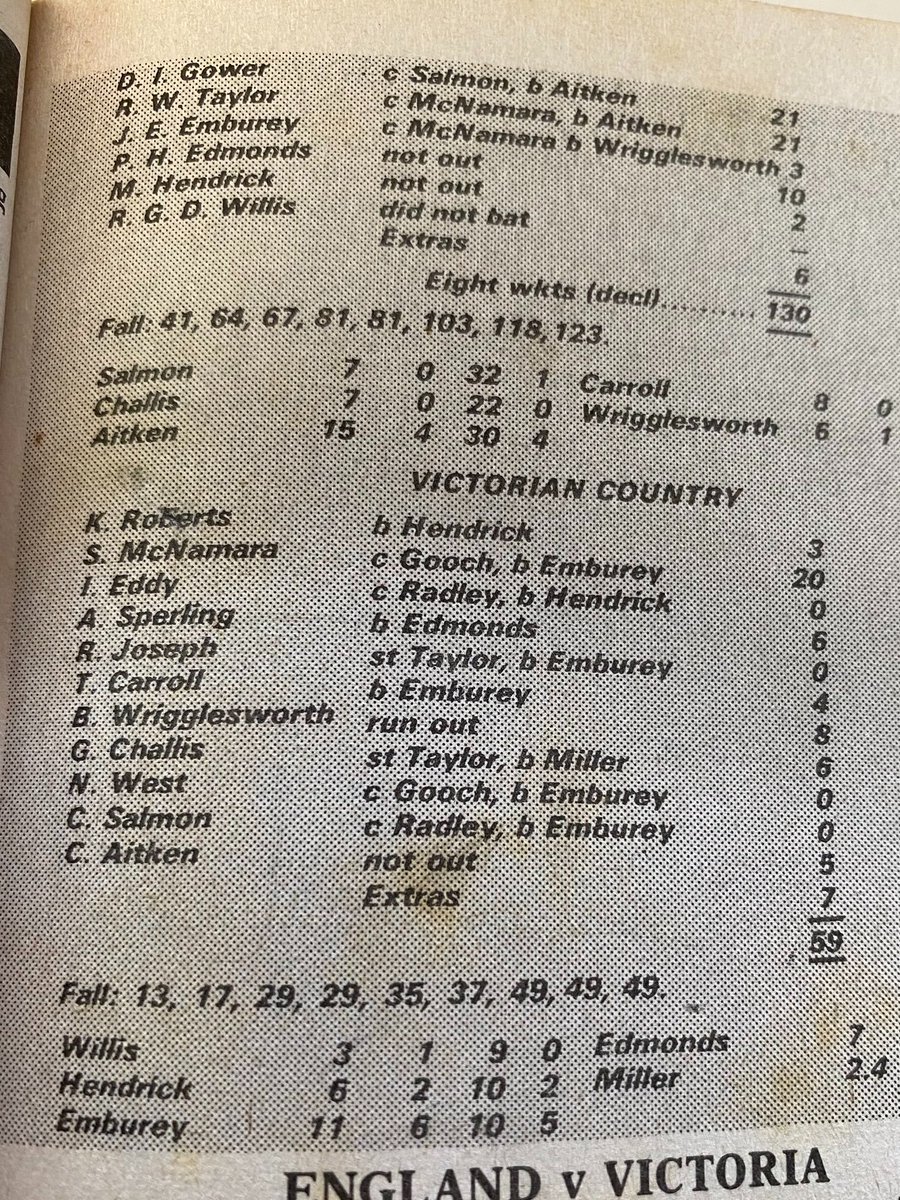 D. I. Gower c Salmon, b Aitken 21
R. W. Taylor c McNamara, b Aitken 21
J. E. Emburey c McNamara b Wrigglesworth 3
P. H. Edmonds not out 10
M. Hendrick not out 2
R. G. D. Willis did not bat –
Extras 6
Eight wkts (decl).......... 130
Fall: 41, 64, 67, 81, 81, 103, 118, 123.
Salmon 7 0 32 1 Carroll 8 0
Challis 7 0 22 0 Wrigglesworth 6 1
Aitken 15 4 30 4
VICTORIAN COUNTRY
K. Roberts b Hendrick 3
S. McNamara c Gooch, b Emburey 20
I. Eddy c Radley, b Hendrick 0
A. Sperling b Edmonds 6
R. Joseph st Taylor, b Emburey 0
T. Carroll b Emburey 4
B. Wrigglesworth run out 8
G. Challis st Taylor, b Miller 6
N. West c Gooch, b Emburey 0
C. Salmon c Radley, b Emburey 0
C. Aitken not out 5
Extras 7
59
Fall: 13, 17, 29, 29, 35, 37, 49, 49, 49.
Willis 3 1 9 0 Edmonds 7
Hendrick 6 2 10 2 Miller 2.4
Emburey 11 6 10 5
ENGLAND v VICTORIA